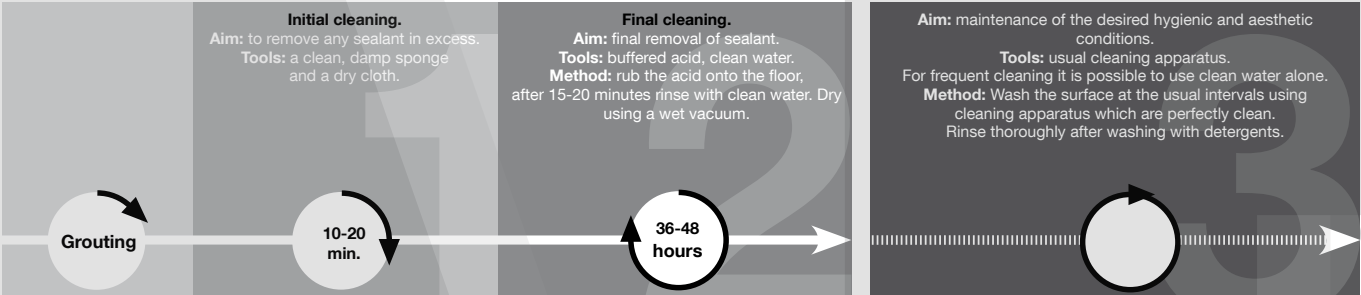 Initial cleaning.
Aim: to remove any sealant in excess.
Tools: a clean, damp sponge
and a dry cloth.
1
Final cleaning.
Aim: final removal of sealant.
Tools: buffered acid, clean water.
Method: rub the acid onto the floor,
after 15-20 minutes rinse with clean water. Dry
using a wet vacuum.
2
Aim: maintenance of the desired hygienic and aesthetic
conditions.
Tools: usual cleaning apparatus.
For frequent cleaning it is possible to use clean water alone.
Method: Wash the surface at the usual intervals using
cleaning apparatus which are perfectly clean.
Rinse thoroughly after washing with detergents.
3
Grouting
10-20
min.
36-48
hours